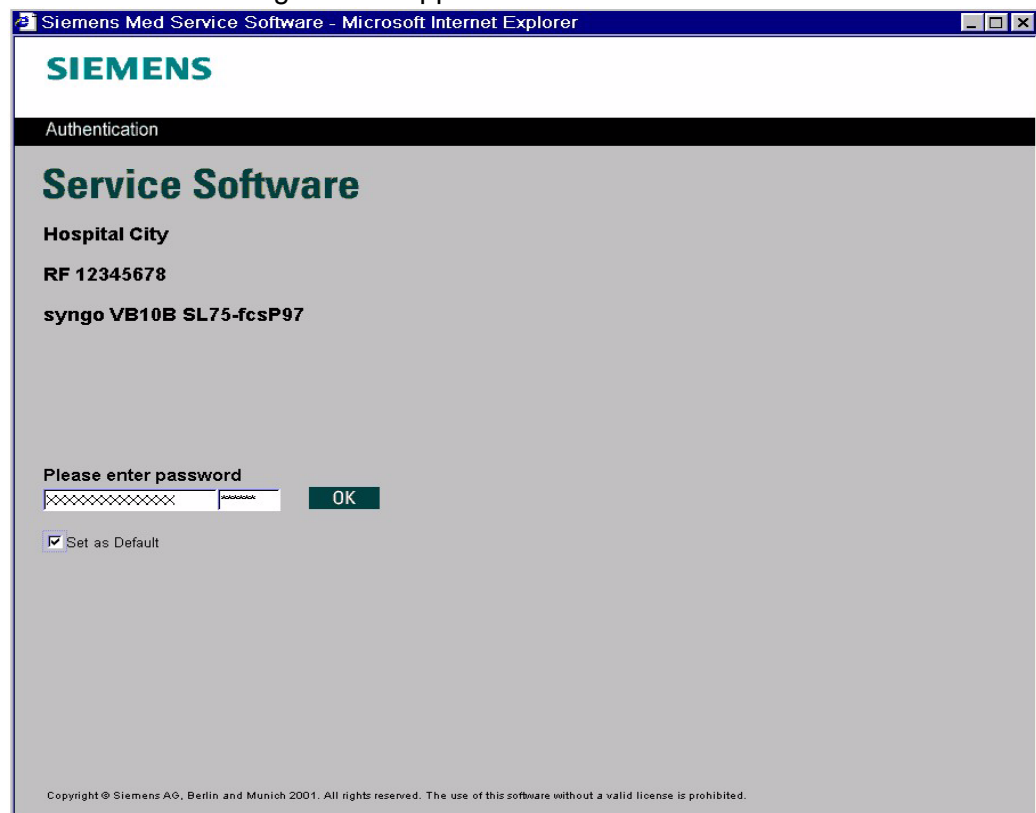 Siemens Med Service Software - Microsoft Internet Explorer
SIEMENS
Authentication
Service Software
Hospital City
RF 12345678
syngo VB10B SL75-fcsP97
Please enter password
XXXXXXXXXXXXX ****** OK
Set as Default
Copyright © Siemens AG, Berlin and Munich 2001. All rights reserved. The use of this software without a valid license is prohibited.